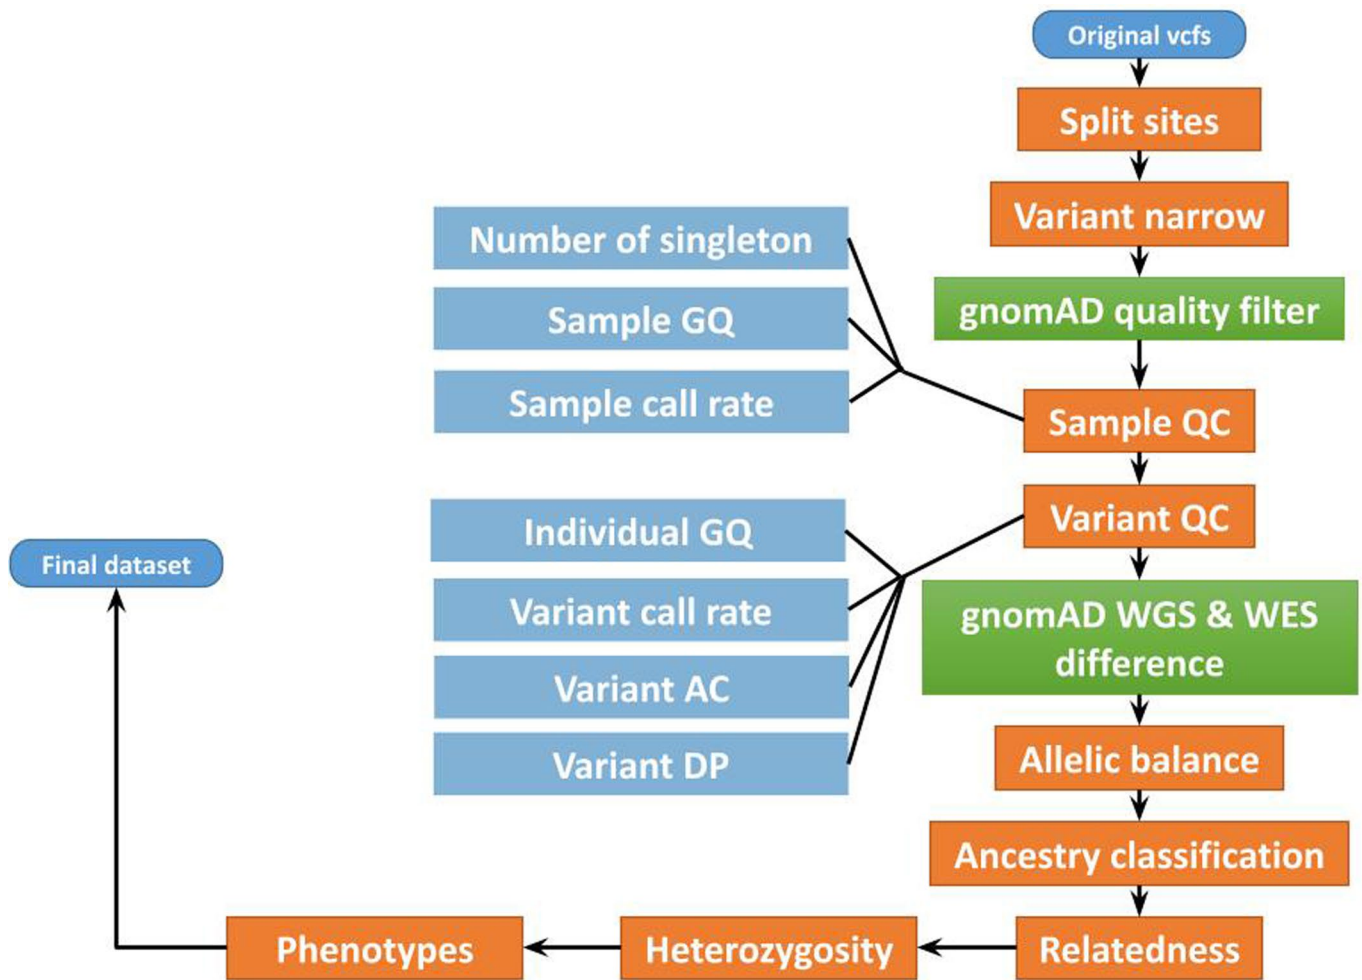 Original vcfs
Split sites
Variant narrow
gnomAD quality filter
Number of singleton
Sample GQ
Sample call rate
Sample QC
Variant QC
Individual GQ
Variant call rate
Variant AC
Variant DP
gnomAD WGS & WES
difference
Allelic balance
Ancestry classification
Relatedness
Heterozygosity
Phenotypes
Final dataset